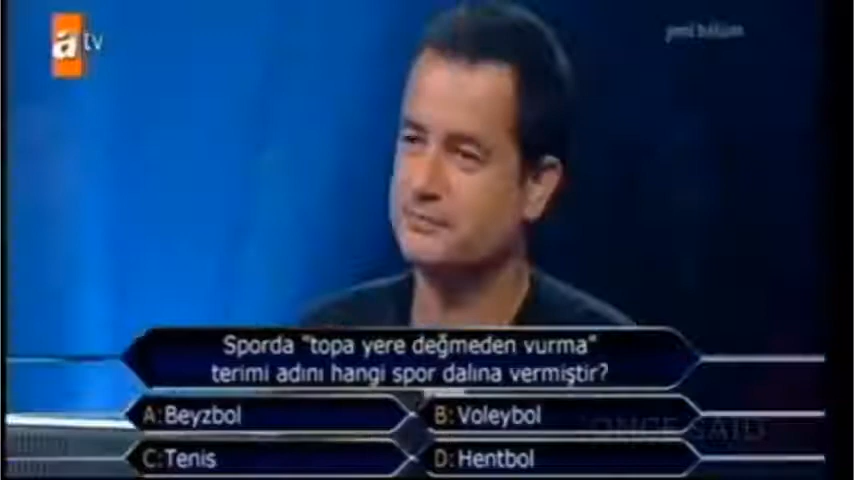 atv
yeni bölüm
Sporda "topa yere değmeden vurma"
terimi adını hangi spor dalına vermiştir?
A: Beyzbol
B: Voleybol
C: Tenis
D: Hentbol